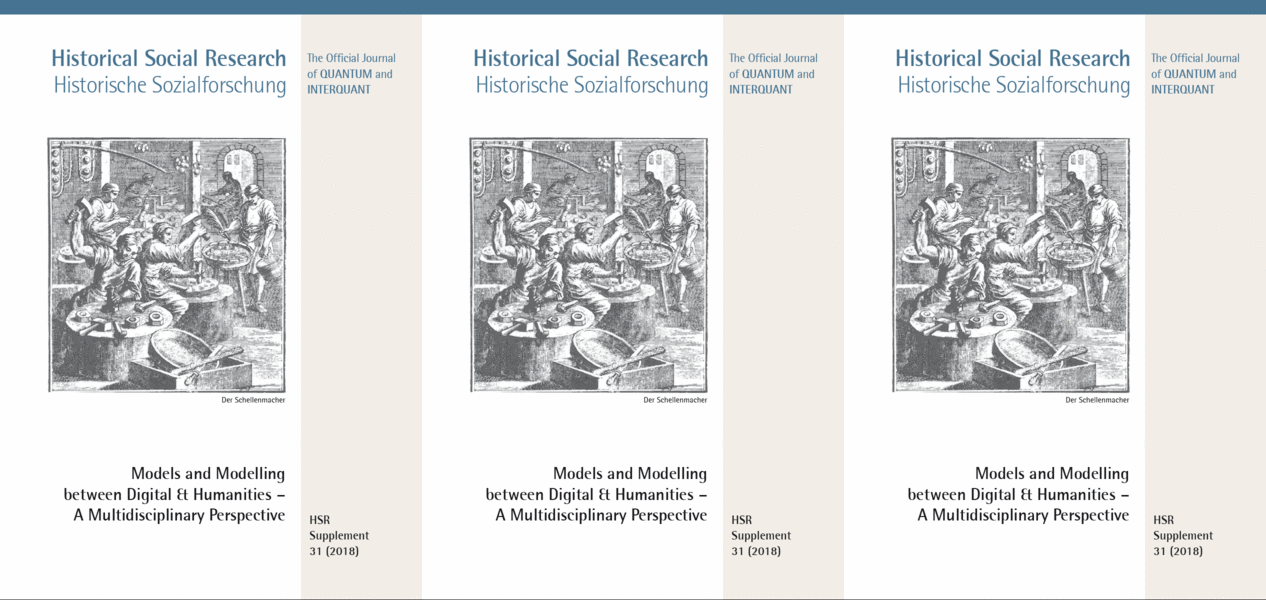 Historical Social Research
Historische Sozialforschung
The Official Journal
of QUANTUM and
INTERQUANT
Der Schellenmacher
Models and Modelling
between Digital & Humanities –
A Multidisciplinary Perspective
HSR
Supplement
31 (2018)
Historical Social Research
Historische Sozialforschung
The Official Journal
of QUANTUM and
INTERQUANT
Der Schellenmacher
Models and Modelling
between Digital & Humanities –
A Multidisciplinary Perspective
HSR
Supplement
31 (2018)
Historical Social Research
Historische Sozialforschung
The Official Journal
of QUANTUM and
INTERQUANT
Der Schellenmacher
Models and Modelling
between Digital & Humanities –
A Multidisciplinary Perspective
HSR
Supplement
31 (2018)